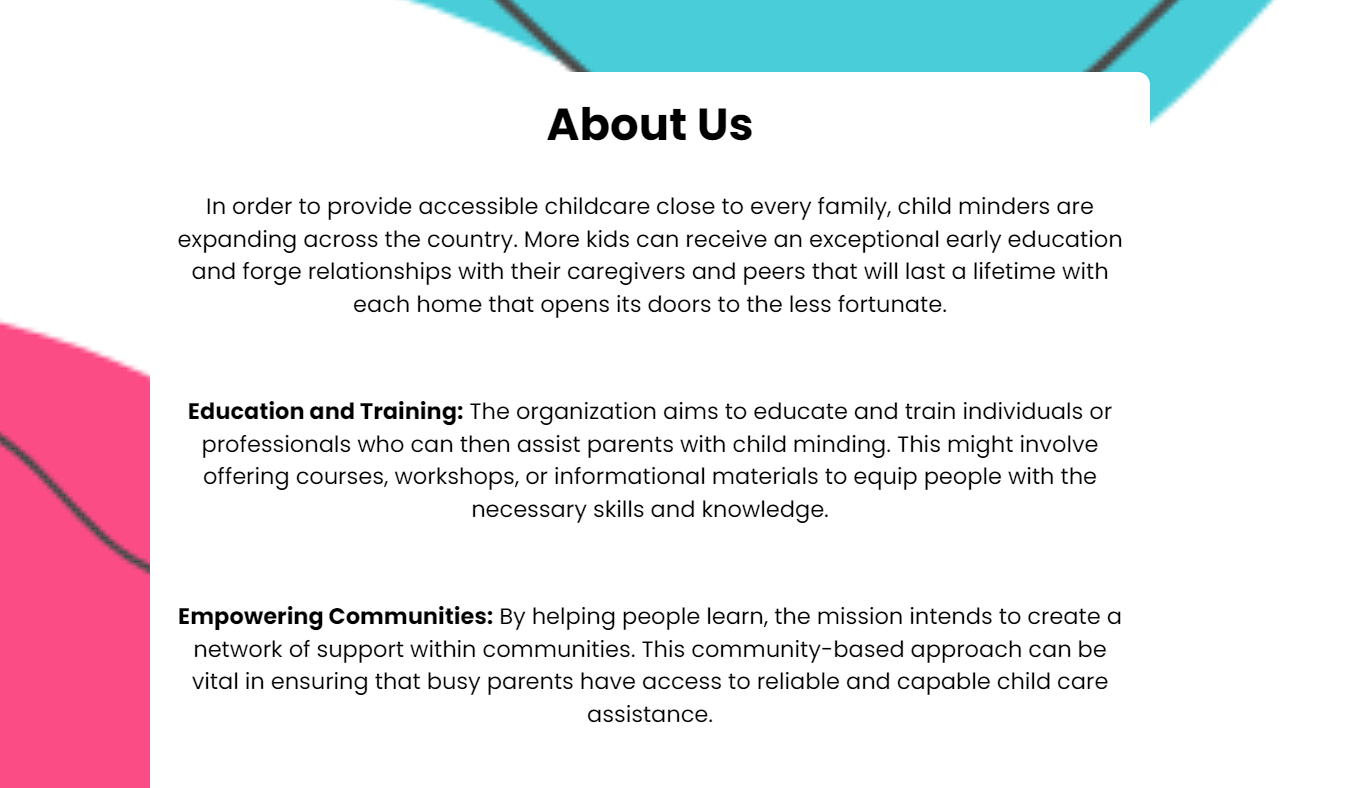 About Us
In order to provide accessible childcare close to every family, child minders are
expanding across the country. More kids can receive an exceptional early education
and forge relationships with their caregivers and peers that will last a lifetime with
each home that opens its doors to the less fortunate.
Education and Training: The organization aims to educate and train individuals or
professionals who can then assist parents with child minding. This might involve
offering courses, workshops, or informational materials to equip people with the
necessary skills and knowledge.
Empowering Communities: By helping people learn, the mission intends to create a
network of support within communities. This community-based approach can be
vital in ensuring that busy parents have access to reliable and capable child care
assistance.